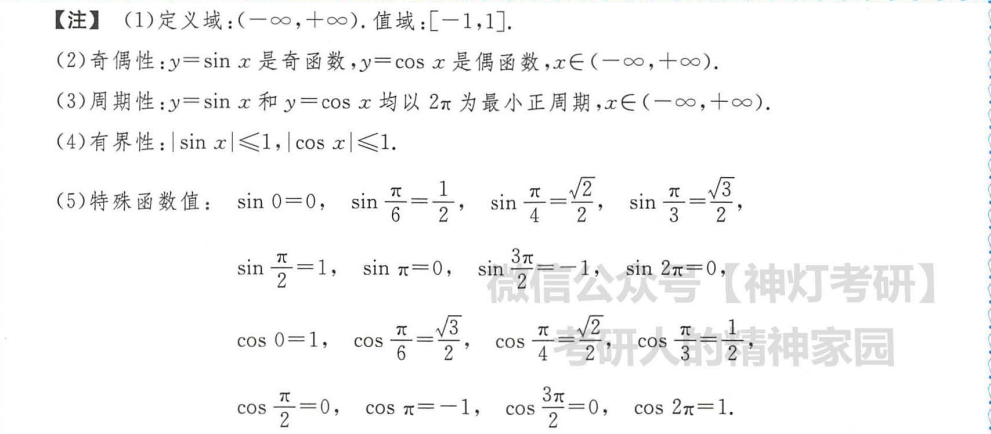 【注】 (1)定义域:(-∞,+∞).值域:[-1,1].
(2)奇偶性:y=sin x 是奇函数,y=cos x 是偶函数,x∈(-∞,+∞).
(3)周期性:y=sin x 和 y=cos x 均以 2π 为最小正周期,x∈(-∞,+∞).
(4)有界性:|sin x|≤1,|cos x|≤1.
(5)特殊函数值: sin 0=0, sin π/6=1/2, sin π/4=√2/2, sin π/3=√3/2,
sin π/2=1, sin π=0, sin 3π/2=-1, sin 2π=0,
微信公众号【神灯考研】
cos 0=1, cos π/6=√3/2, cos π/4=√2/2, cos π/3=1/2,
考研人的精神家园
cos π/2=0, cos π=-1, cos 3π/2=0, cos 2π=1.